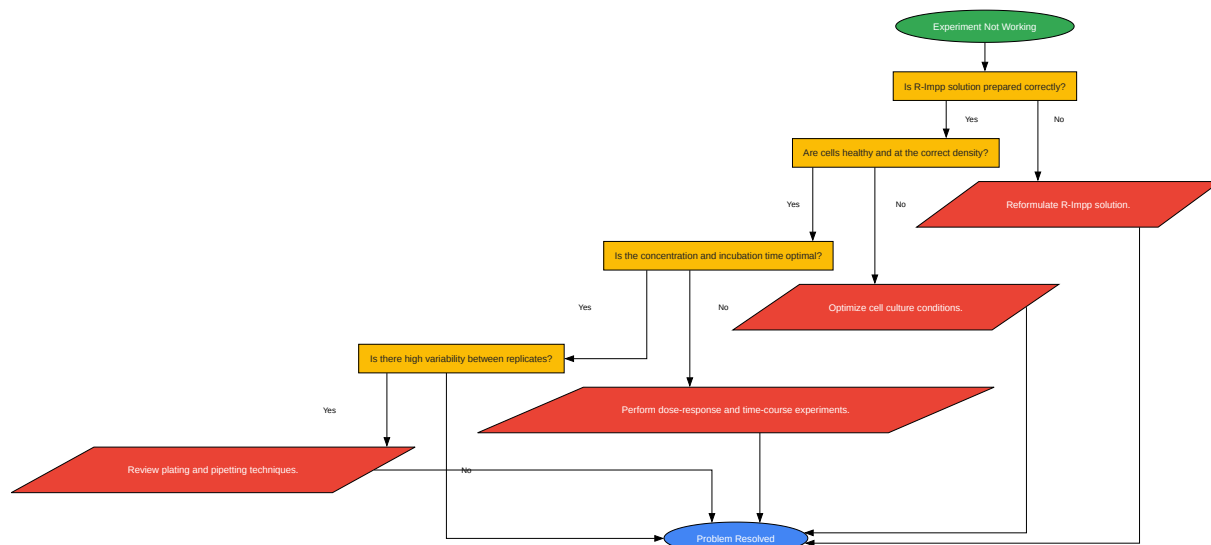 Experiment Not Working
Is R-Impp solution prepared correctly?
Yes
No
Are cells healthy and at the correct density?
Yes
No
Reformulate R-Impp solution.
Is the concentration and incubation time optimal?
Yes
No
Optimize cell culture conditions.
Is there high variability between replicates?
Yes
Perform dose-response and time-course experiments.
Review plating and pipetting techniques.
No
Problem Resolved